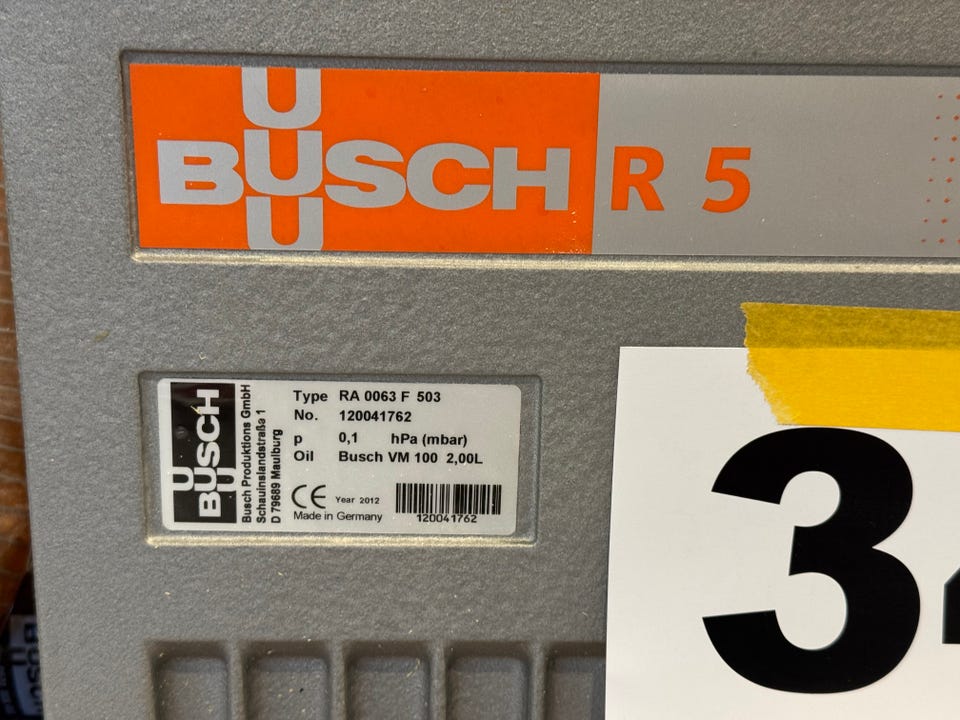 BUSCH R 5
U
U
BUSCH
U
U
Busch Produktions GmbH
Schauinslandstraße 1
D 79689 Maulburg
Type RA 0063 F 503
No. 120041762
p 0,1 hPa (mbar)
Oil Busch VM 100 2,00L
CE Year 2012
Made in Germany
120041762
3